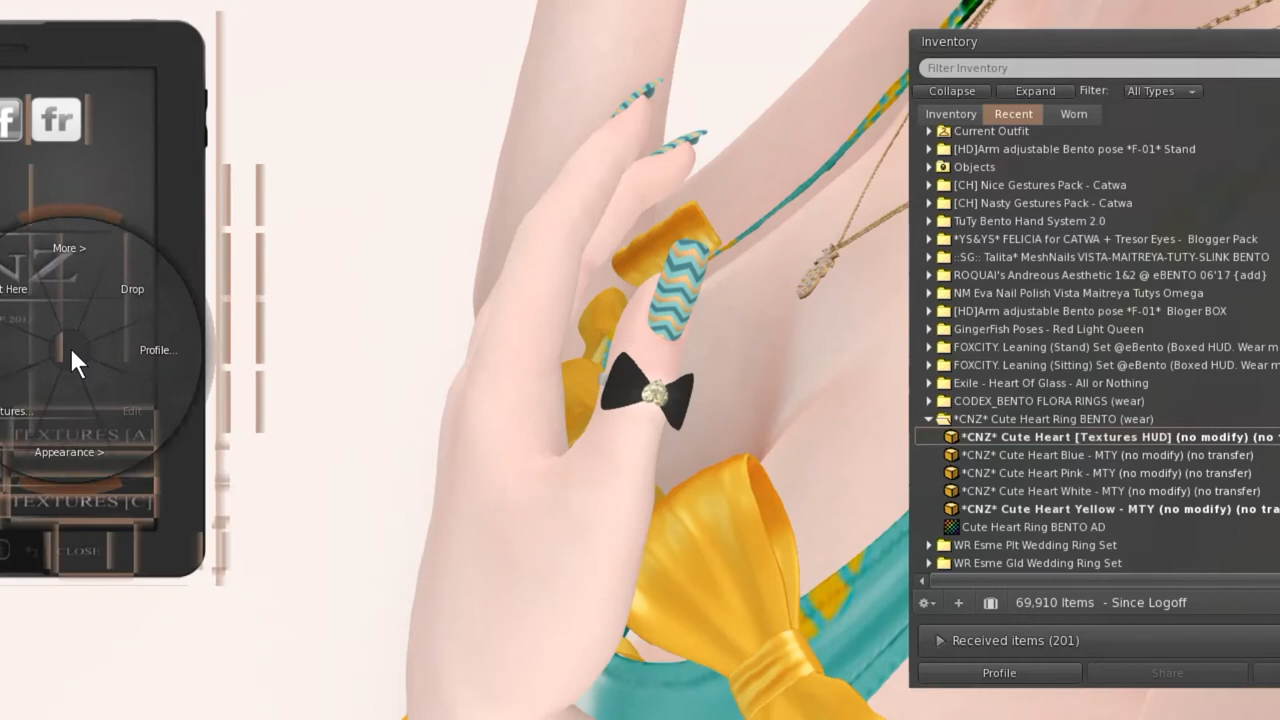 f
fr
More >
NZ
t Here
Drop
Profile...
tures...
Edit
TEXTURES [A]
Appearance >
TEXTURES [C]
CLOSE
Inventory
Filter Inventory
Collapse Expand Filter: All Types
Inventory Recent Worn
Current Outfit
[HD]Arm adjustable Bento pose *F-01* Stand
Objects
[CH] Nice Gestures Pack - Catwa
[CH] Nasty Gestures Pack - Catwa
TuTy Bento Hand System 2.0
*YS&YS* FELICIA for CATWA + Tresor Eyes - Blogger Pack
::SG:: Talita* MeshNails VISTA-MAITREYA-TUTY-SLINK BENTO
ROQUAI's Andreous Aesthetic 1&2 @ eBENTO 06'17 {add}
NM Eva Nail Polish Vista Maitreya Tutys Omega
[HD]Arm adjustable Bento pose *F-01* Bloger BOX
GingerFish Poses - Red Light Queen
FOXCITY. Leaning (Stand) Set @eBento (Boxed HUD. Wear m
FOXCITY. Leaning (Sitting) Set @eBento (Boxed HUD. Wear m
Exile - Heart Of Glass - All or Nothing
CODEX_BENTO FLORA RINGS (wear)
*CNZ* Cute Heart Ring BENTO (wear)
*CNZ* Cute Heart [Textures HUD] (no modify) (no
*CNZ* Cute Heart Blue - MTY (no modify) (no transfer)
*CNZ* Cute Heart Pink - MTY (no modify) (no transfer)
*CNZ* Cute Heart White - MTY (no modify) (no transfer)
*CNZ* Cute Heart Yellow - MTY (no modify) (no tra
Cute Heart Ring BENTO AD
WR Esme Plt Wedding Ring Set
WR Esme Gld Wedding Ring Set
69,910 Items - Since Logoff
Received items (201)
Profile Share